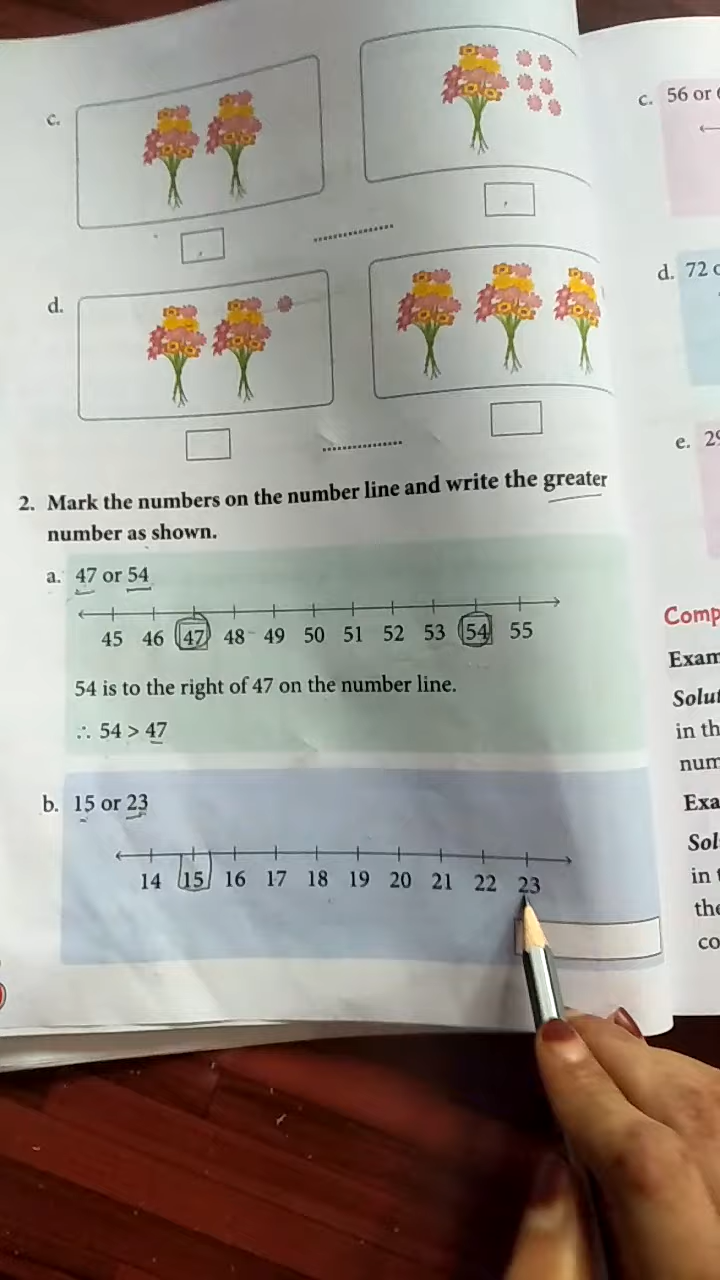 c.
,
,
d.
2. Mark the numbers on the number line and write the greater
number as shown.
a. 47 or 54
45 46 47 48 49 50 51 52 53 54 55
54 is to the right of 47 on the number line.
∴ 54 > 47
b. 15 or 23
14 15 16 17 18 19 20 21 22 23
c. 56 or
d. 72
e.
Comp
Exam
Solut
in th
num
Exa
Sol
in
the
co